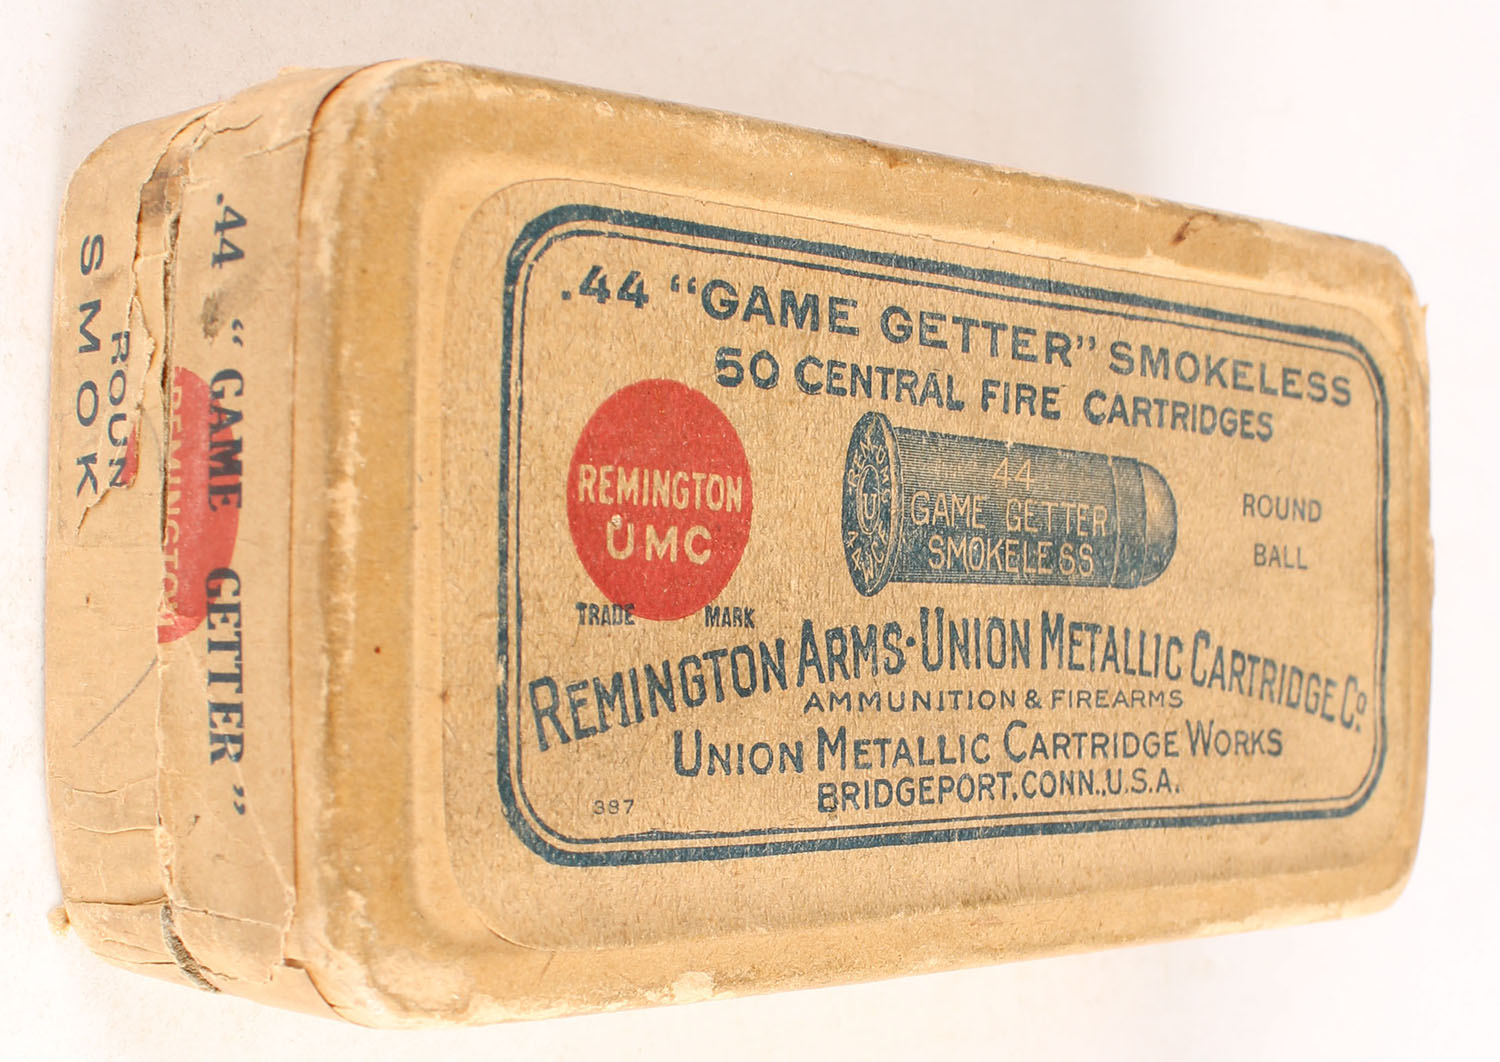 .44 "GAME GETTER" SMOKELESS
50 CENTRAL FIRE CARTRIDGES
REMINGTON
UMC
TRADE MARK
44
GAME GETTER
SMOKELESS
U
ROUND
BALL
REMINGTON ARMS-UNION METALLIC CARTRIDGE CO.
AMMUNITION & FIREARMS
UNION METALLIC CARTRIDGE WORKS
BRIDGEPORT, CONN., U.S.A.
387
.44 "GAME GETTER"
REMINGTON
ROUN
SMOK